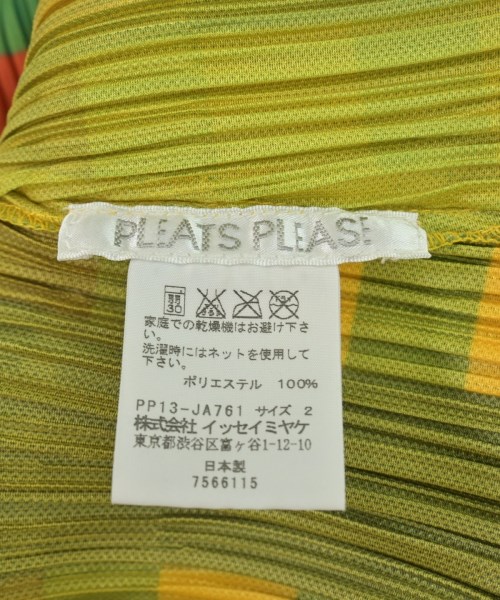 PLEATS PLEASE
弱
30
家庭での乾燥機はお避け下さ
い。
洗濯時にはネットを使用して
下さい。
ポリエステル 100%
PP13-JA761 サイズ 2
株式会社 イッセイミヤケ
東京都渋谷区富ヶ谷1-12-10
日本製
7566115